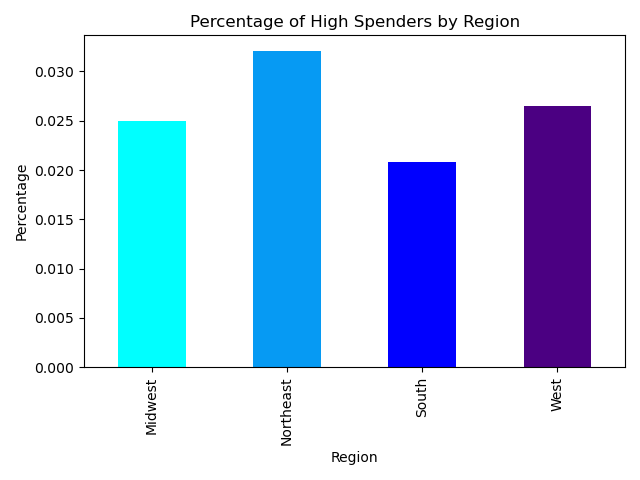 Percentage of High Spenders by Region
Percentage
0.030
0.025
0.020
0.015
0.010
0.005
0.000
Midwest
Northeast
South
West
Region